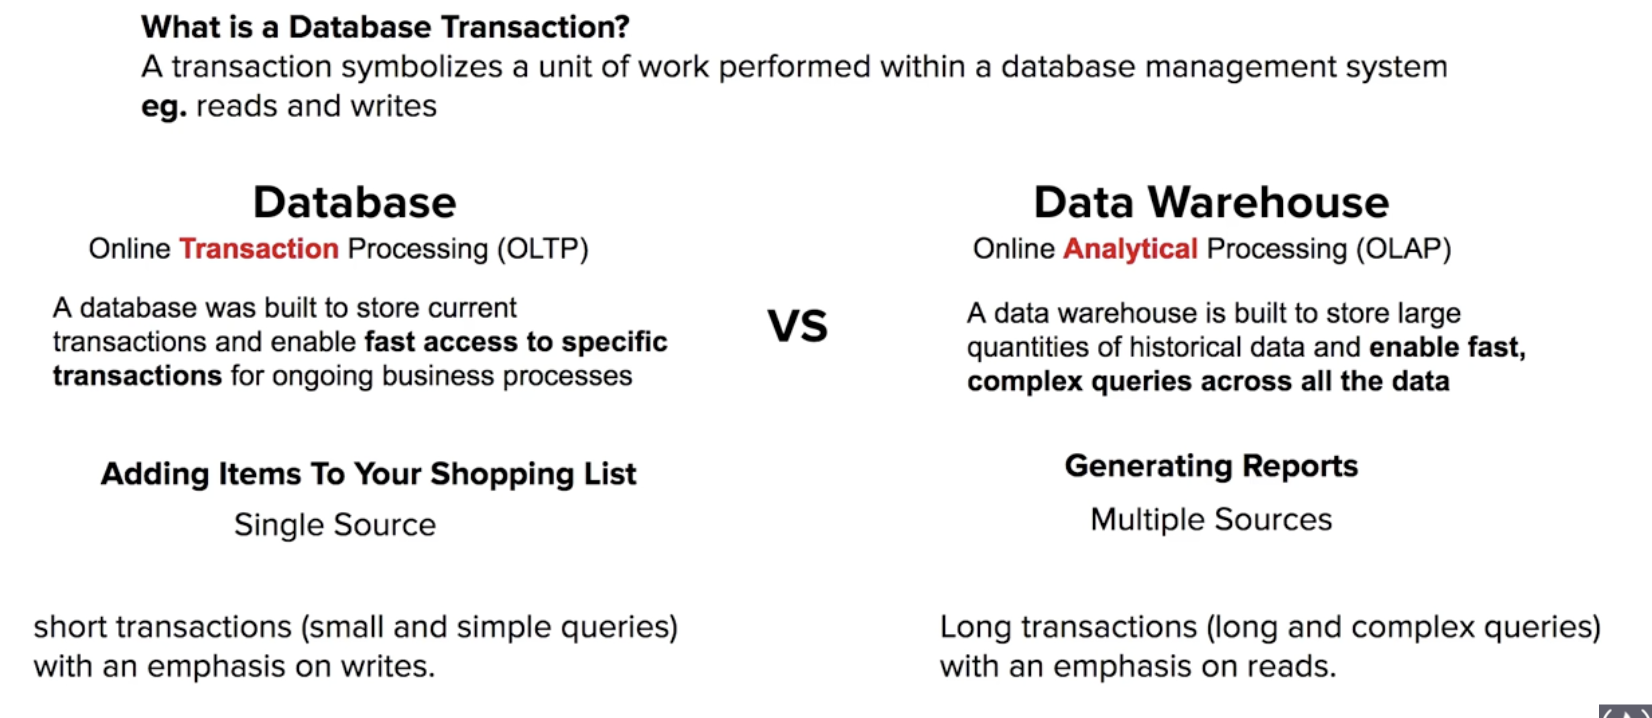 What is a Database Transaction?
A transaction symbolizes a unit of work performed within a database management system
eg. reads and writes
Database
Online Transaction Processing (OLTP)
A database was built to store current
transactions and enable fast access to specific
transactions for ongoing business processes
Adding Items To Your Shopping List
Single Source
short transactions (small and simple queries)
with an emphasis on writes.
VS
Data Warehouse
Online Analytical Processing (OLAP)
A data warehouse is built to store large
quantities of historical data and enable fast,
complex queries across all the data
Generating Reports
Multiple Sources
Long transactions (long and complex queries)
with an emphasis on reads.